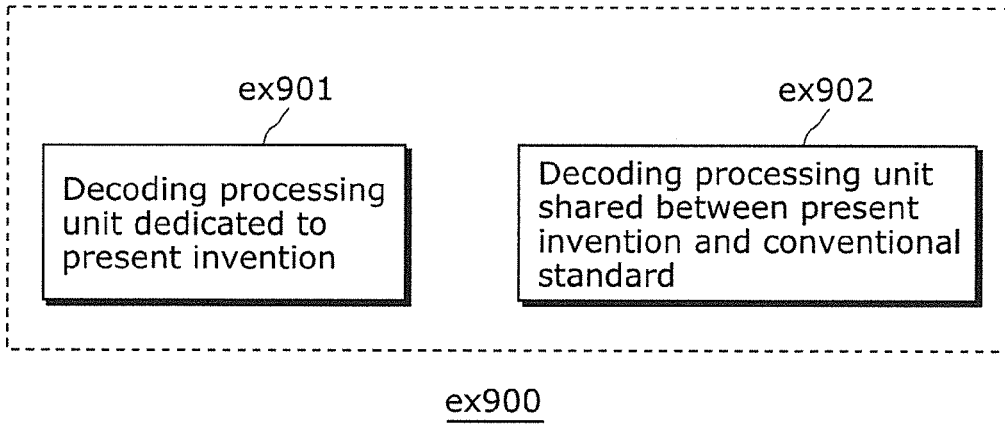 ex901
Decoding processing
unit dedicated to
present invention
ex902
Decoding processing unit
shared between present
invention and conventional
standard
ex900